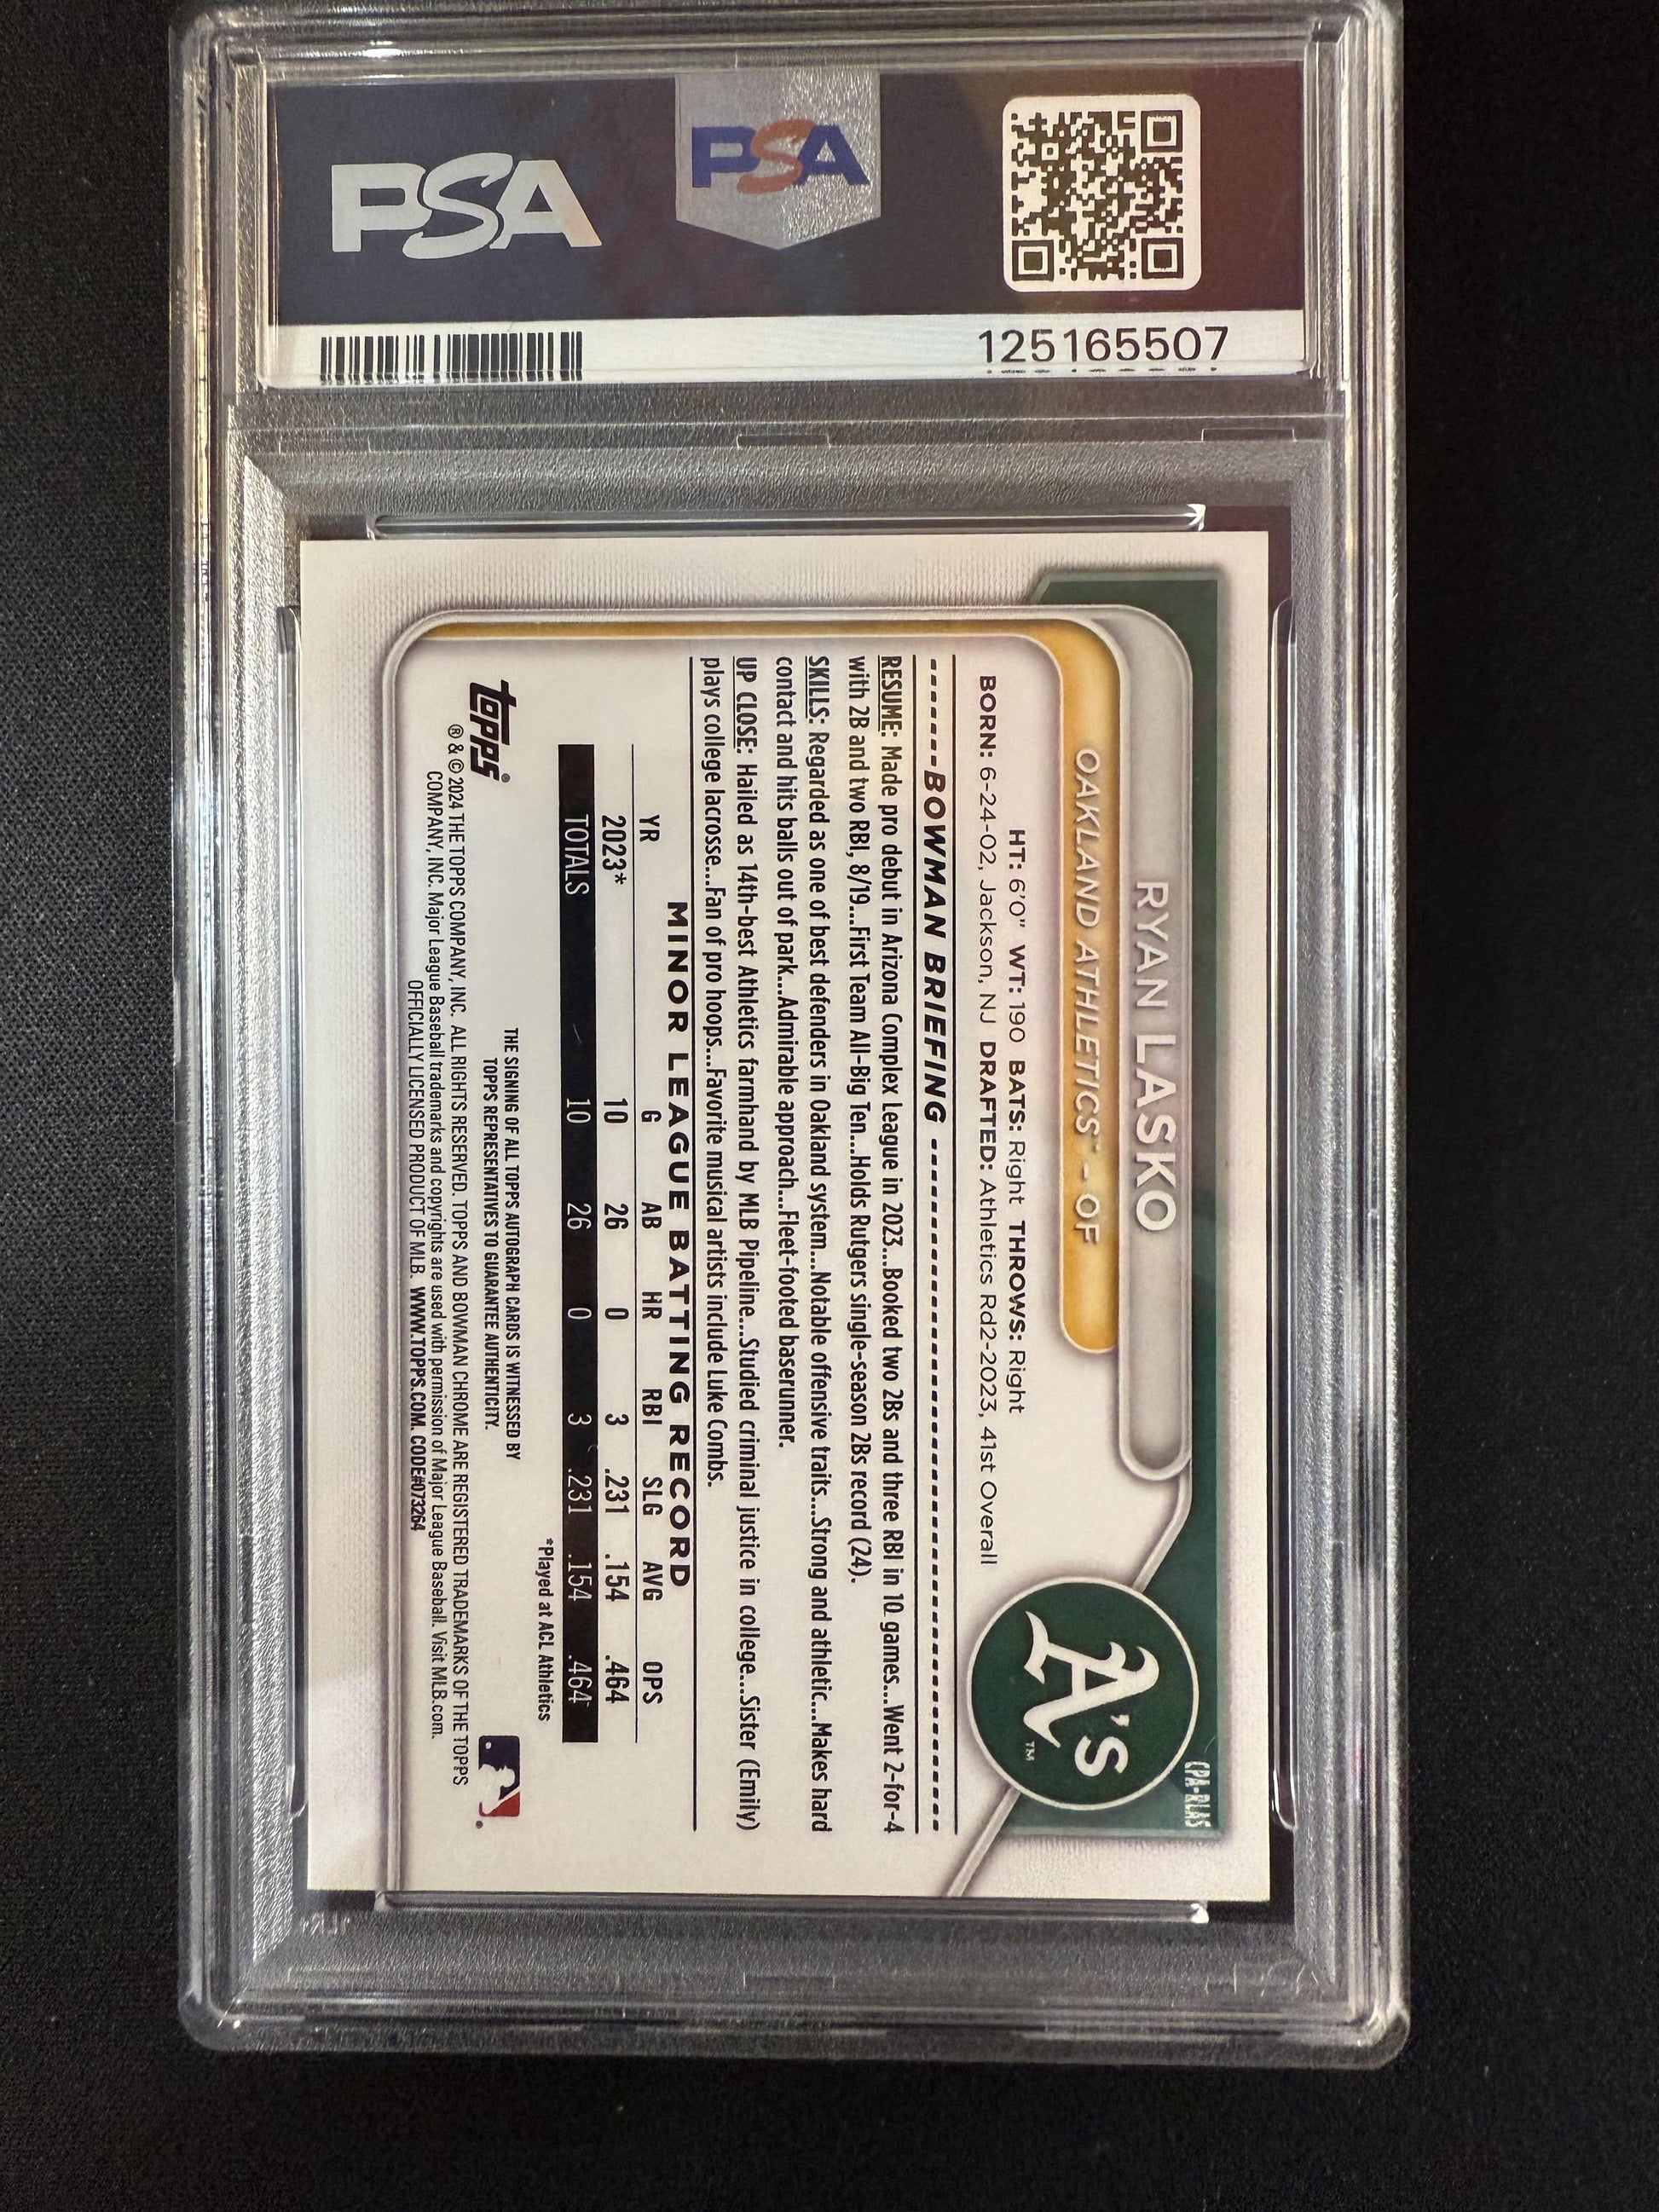 PSA
PSA
125165507
CPA-RLAS
RYAN LASKO
OAKLAND ATHLETICS™ - OF
A's™
HT: 6'0" WT: 190 BATS: Right THROWS: Right
BORN: 6-24-02, Jackson, NJ DRAFTED: Athletics Rd2-2023, 41st Overall
------BOWMAN BRIEFING ------
RESUME: Made pro debut in Arizona Complex League in 2023...Booked two 2Bs and three RBI in 10 games...Went 2-for-4
with 2B and two RBI, 8/19...First Team All-Big Ten...Holds Rutgers single-season 2Bs record (24).
SKILLS: Regarded as one of best defenders in Oakland system...Notable offensive traits...Strong and athletic...Makes hard
contact and hits balls out of park...Admirable approach...Fleet-footed baserunner.
UP CLOSE: Hailed as 14th-best Athletics farmhand by MLB Pipeline...Studied criminal justice in college...Sister (Emily)
plays college lacrosse...Fan of pro hoops...Favorite musical artists include Luke Combs.
MINOR LEAGUE BATTING RECORD
YR G AB HR RBI SLG AVG OPS
2023* 10 26 0 3 .231 .154 .464
TOTALS 10 26 0 3 .231 .154 .464
*Played at ACL Athletics
THE SIGNING OF ALL TOPPS AUTOGRAPH CARDS IS WITNESSED BY
TOPPS REPRESENTATIVES TO GUARANTEE AUTHENTICITY.
topps®
® & © 2024 THE TOPPS COMPANY, INC. ALL RIGHTS RESERVED. TOPPS AND BOWMAN CHROME ARE REGISTERED TRADEMARKS OF THE TOPPS
COMPANY, INC. Major League Baseball trademarks and copyrights are used with permission of Major League Baseball. Visit MLB.com.
OFFICIALLY LICENSED PRODUCT OF MLB. WWW.TOPPS.COM. CODE#073264